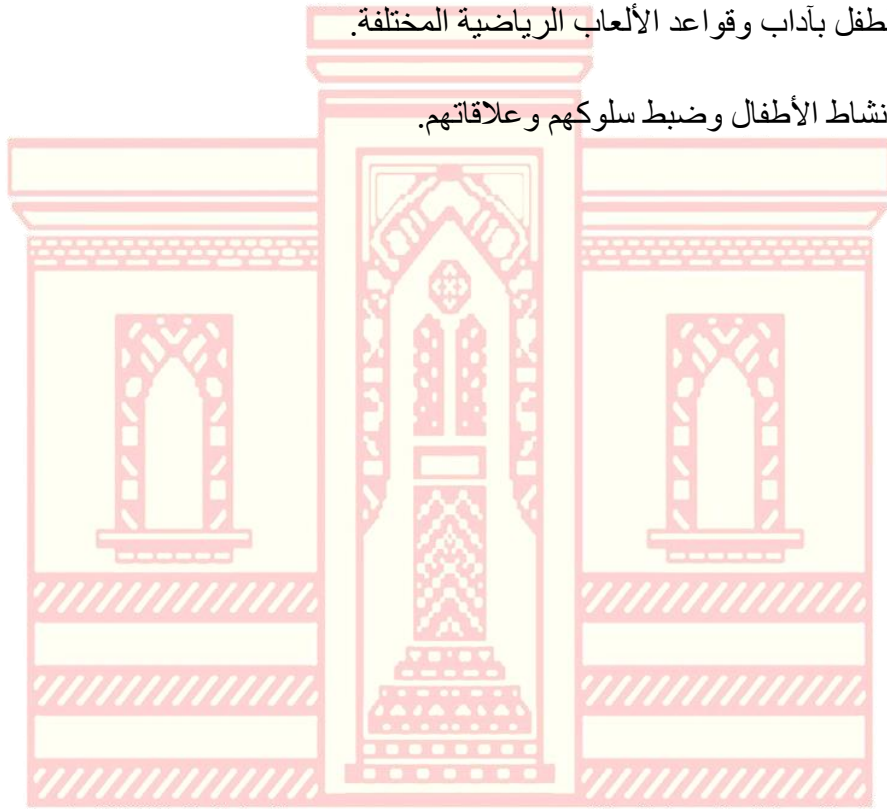 طفل بآداب وقواعد الألعاب الرياضية المختلفة.
نشاط الأطفال وضبط سلوكهم وعلاقاتهم.